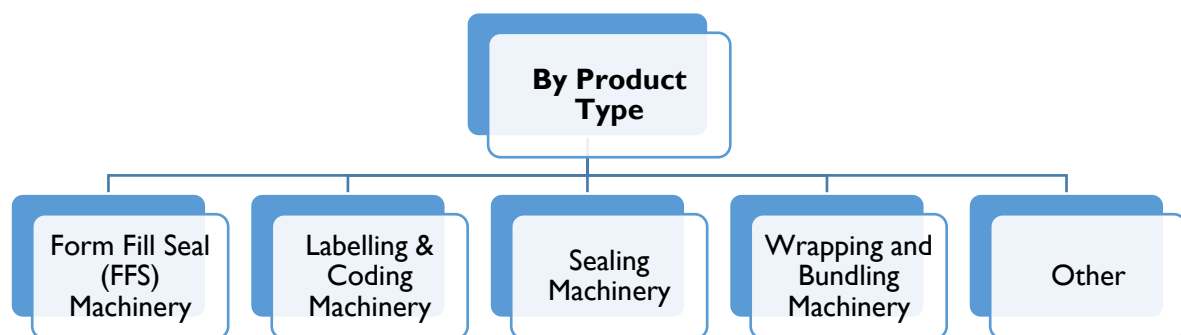 By Product
Type
Form Fill Seal
(FFS)
Machinery
Labelling &
Coding
Machinery
Sealing
Machinery
Wrapping and
Bundling
Machinery
Other